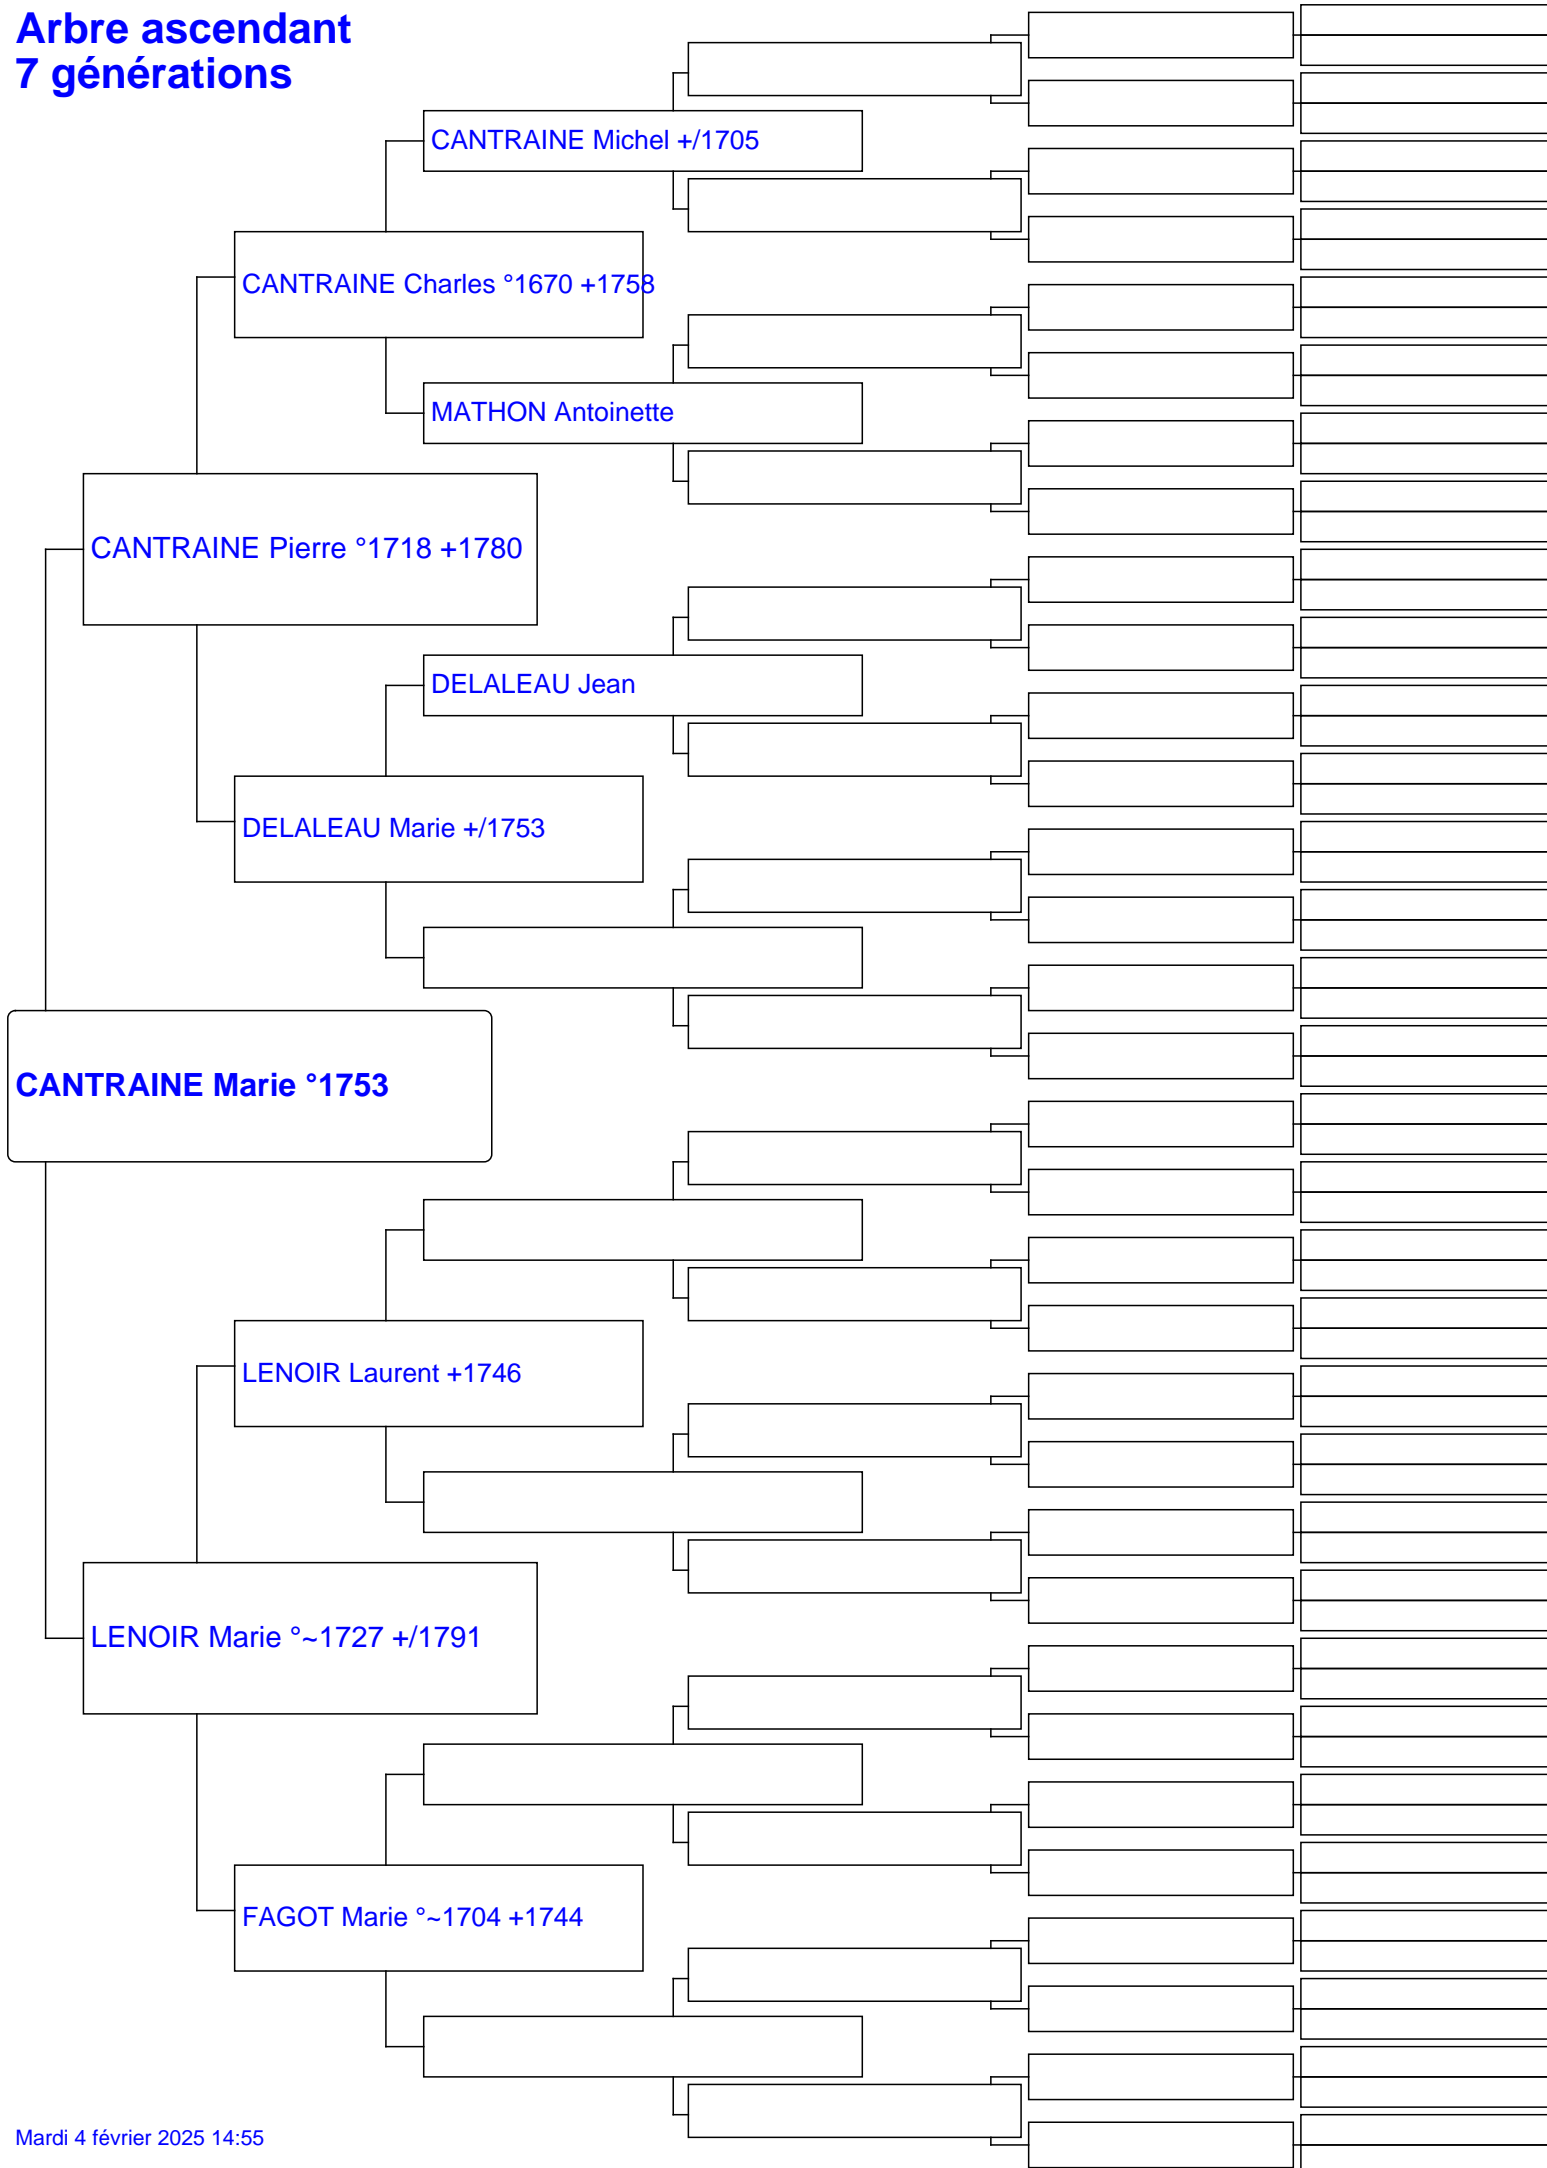 Arbre ascendant
7 générations
CANTRAINE Michel +/1705
CANTRAINE Charles °1670 +1758
MATHON Antoinette
CANTRAINE Pierre °1718 +1780
DELALEAU Jean
DELALEAU Marie +/1753
CANTRAINE Marie °1753
LENOIR Laurent +1746
LENOIR Marie °~1727 +/1791
FAGOT Marie °~1704 +1744
Mardi 4 février 2025 14:55